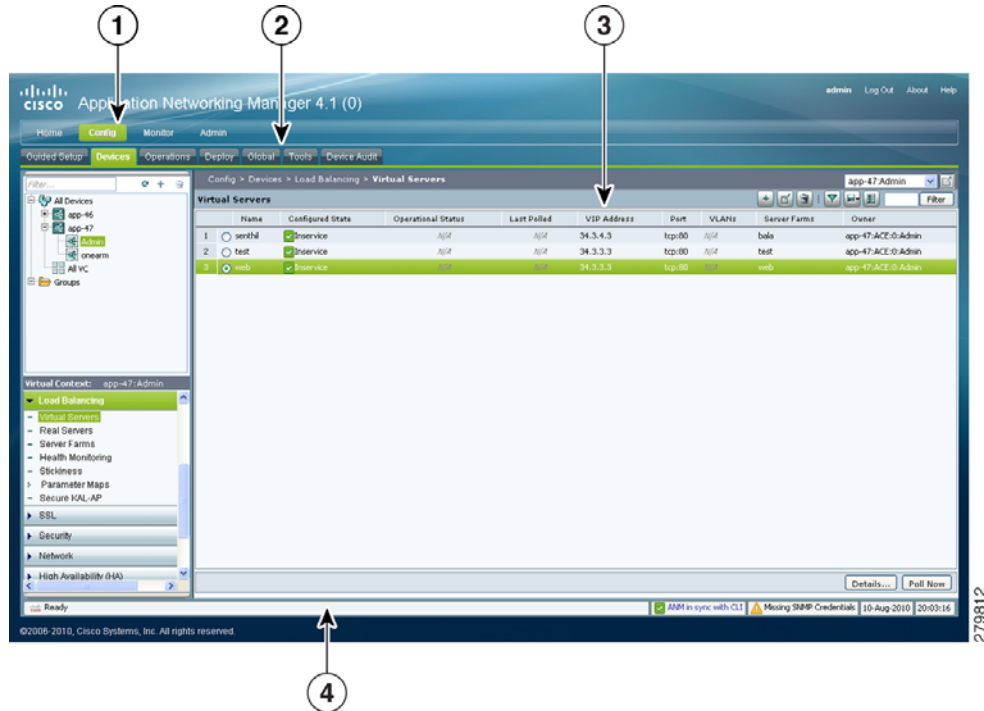 1 2 3
cisco Application Networking Manager 4.1 (0)
admin Log Out About Help
Home Config Monitor Admin
Guided Setup Devices Operations Deploy Global Tools Device Audit
Filter...
Config > Devices > Load Balancing > Virtual Servers
app-47:Admin
All Devices
app-46
app-47
Admin
onearm
All VC
Groups
Virtual Servers
Filter
Name Configured State Operational Status Last Polled VIP Address Port VLANs Server Farms Owner
1 senthil Inservice N/A N/A 34.3.4.3 tcp:80 N/A bala app-47:ACE:0:Admin
2 test Inservice N/A N/A 34.3.3.3 tcp:80 N/A test app-47:ACE:0:Admin
3 web Inservice N/A N/A 34.3.3.3 tcp:80 N/A web app-47:ACE:0:Admin
Virtual Context: app-47:Admin
Load Balancing
Virtual Servers
Real Servers
Server Farms
Health Monitoring
Stickiness
Parameter Maps
Secure KAL-AP
SSL
Security
Network
High Availability (HA)
Details... Poll Now
Ready
ANM in sync with CLI Missing SNMP Credentials 10-Aug-2010 20:03:16
©2006-2010, Cisco Systems, Inc. All rights reserved.
279812
4